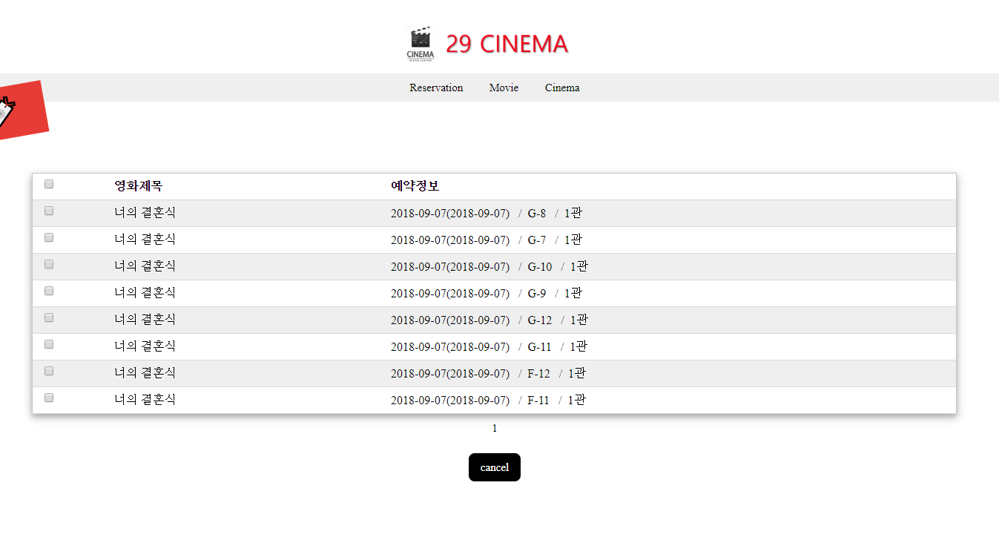 CINEMA
MOVIE CENTER
29 CINEMA
Reservation Movie Cinema
영화제목 예약정보
너의 결혼식 2018-09-07(2018-09-07) / G-8 / 1관
너의 결혼식 2018-09-07(2018-09-07) / G-7 / 1관
너의 결혼식 2018-09-07(2018-09-07) / G-10 / 1관
너의 결혼식 2018-09-07(2018-09-07) / G-9 / 1관
너의 결혼식 2018-09-07(2018-09-07) / G-12 / 1관
너의 결혼식 2018-09-07(2018-09-07) / G-11 / 1관
너의 결혼식 2018-09-07(2018-09-07) / F-12 / 1관
너의 결혼식 2018-09-07(2018-09-07) / F-11 / 1관
1
cancel